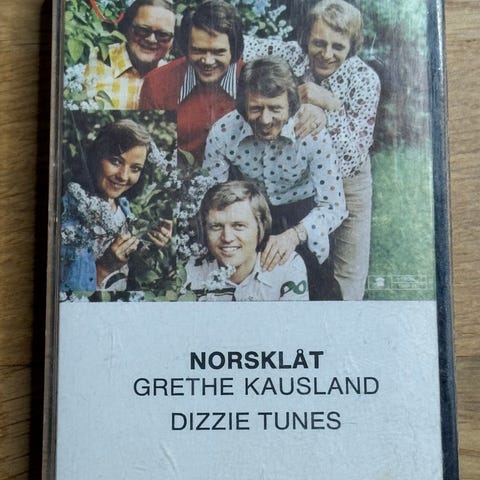 NORSKLÅT
GRETHE KAUSLAND
DIZZIE TUNES